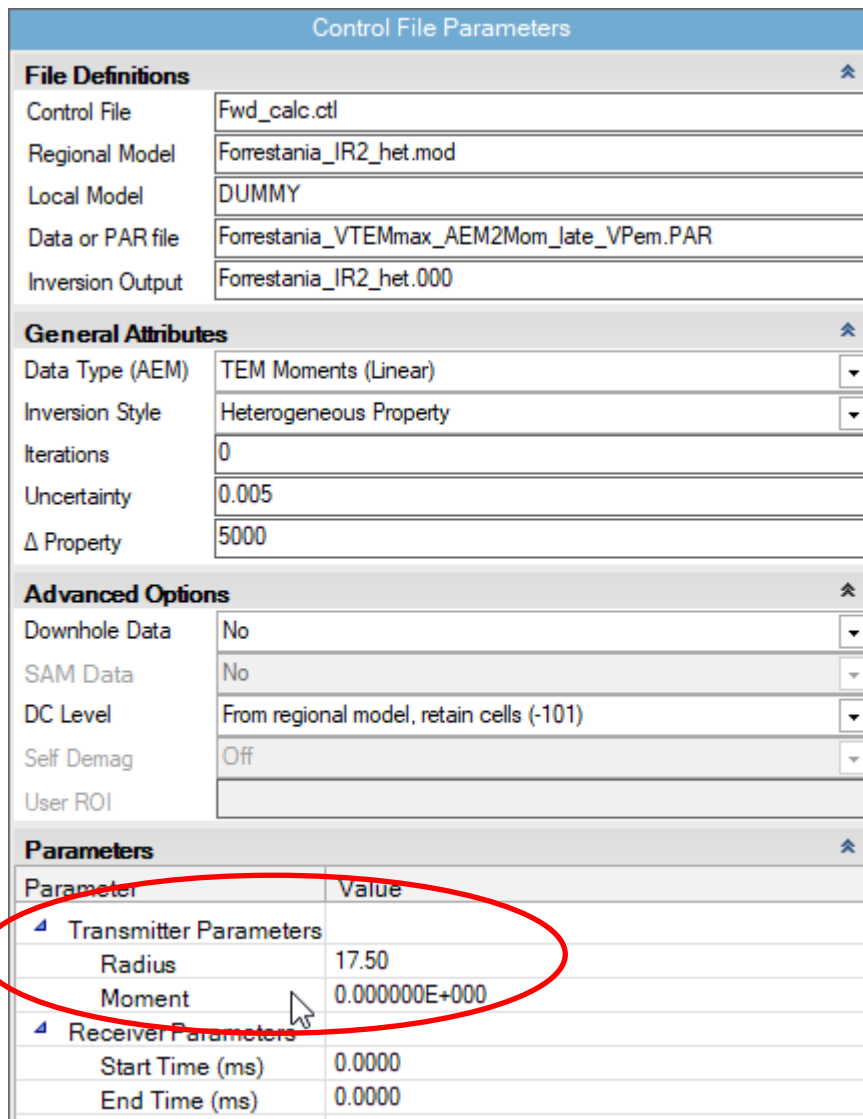 Control File Parameters
File Definitions
Control File Fwd_calc.ctl
Regional Model Forrestania_IR2_het.mod
Local Model DUMMY
Data or PAR file Forrestania_VTEMmax_AEM2Mom_late_VPem.PAR
Inversion Output Forrestania_IR2_het.000
General Attributes
Data Type (AEM) TEM Moments (Linear)
Inversion Style Heterogeneous Property
Iterations 0
Uncertainty 0.005
Δ Property 5000
Advanced Options
Downhole Data No
SAM Data No
DC Level From regional model, retain cells (-101)
Self Demag Off
User ROI
Parameters
Parameter Value
Transmitter Parameters
Radius 17.50
Moment 0.000000E+000
Receiver Parameters
Start Time (ms) 0.0000
End Time (ms) 0.0000